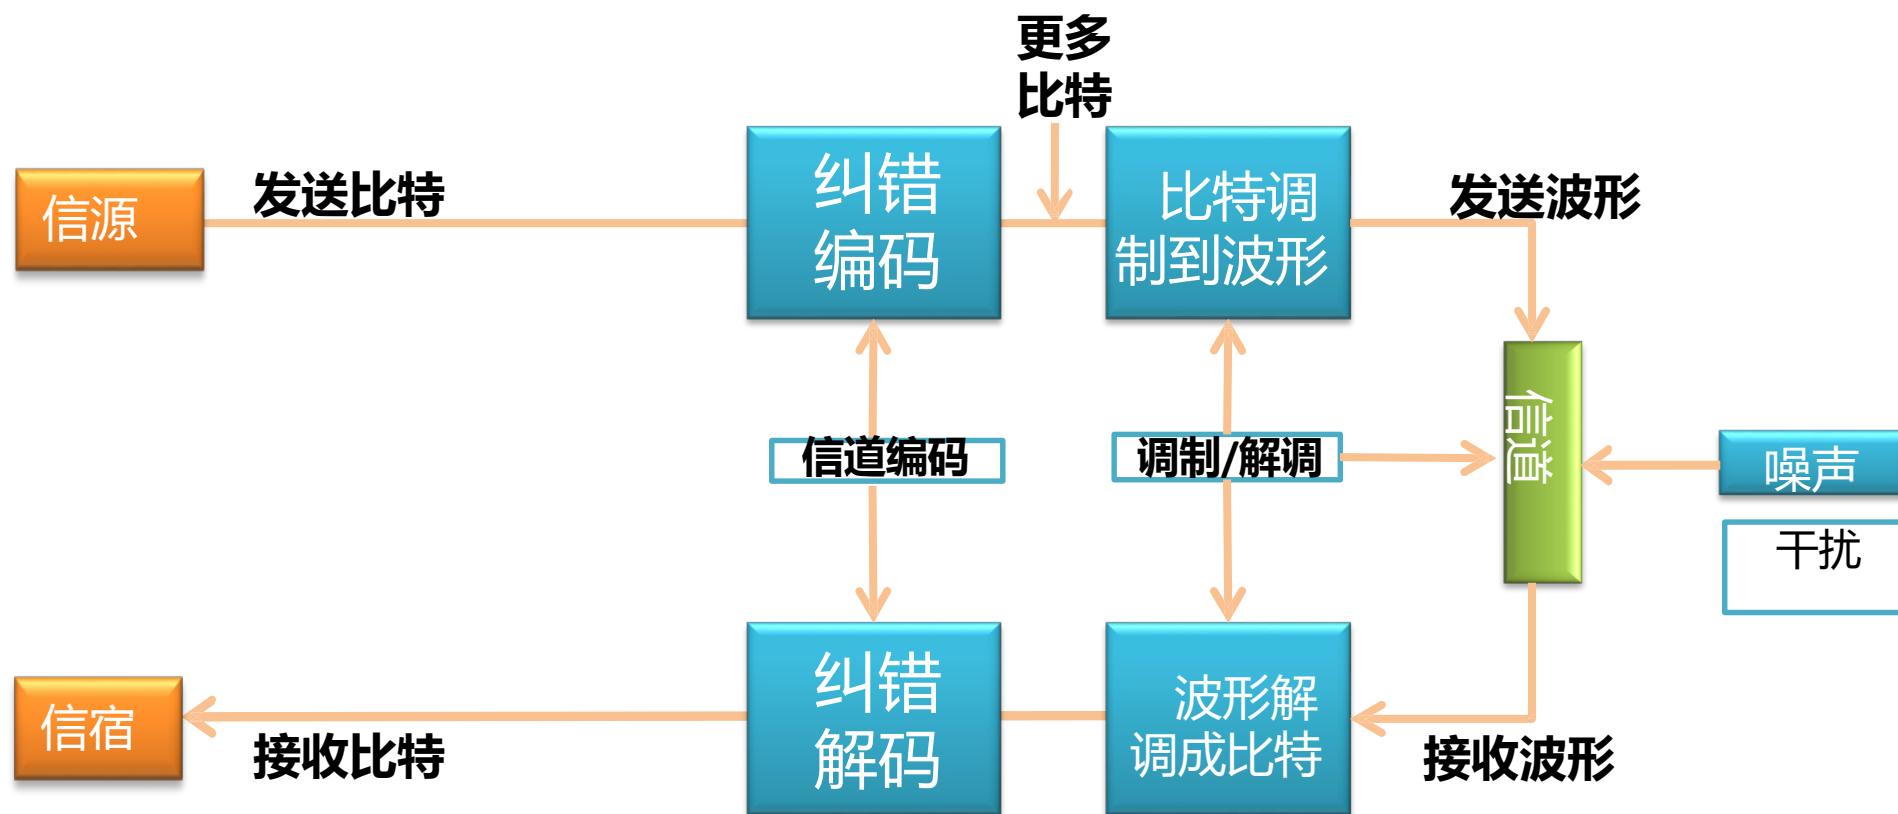 更多
比特
信源
发送比特
纠错
编码
比特调
制到波形
发送波形
信道编码
调制/解调
信道
噪声
干扰
信宿
接收比特
纠错
解码
波形解
调成比特
接收波形